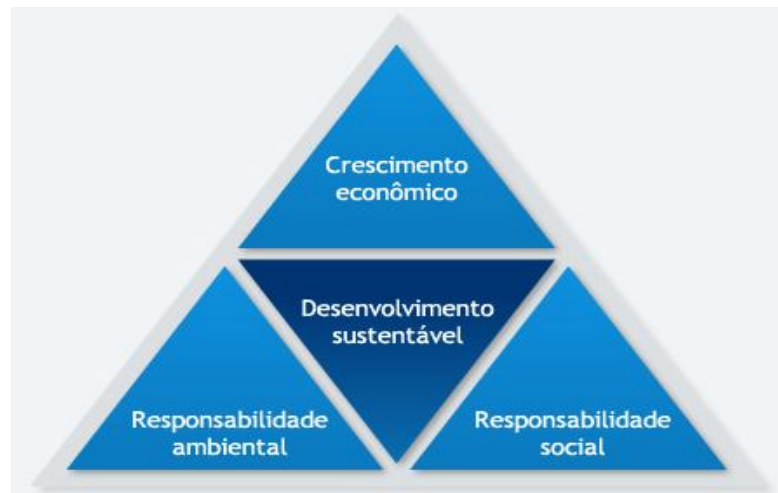 Crescimento
econômico
Desenvolvimento
sustentável
Responsabilidade
ambiental
Responsabilidade
social